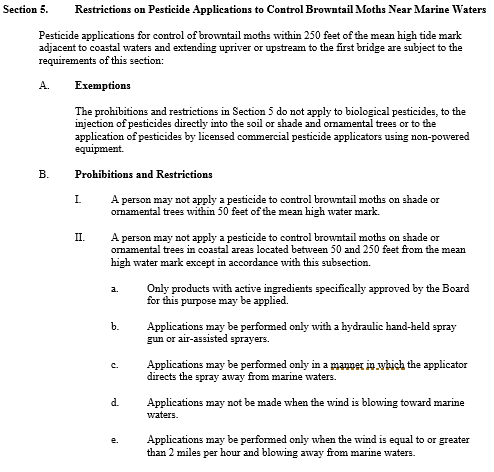 Section 5. Restrictions on Pesticide Applications to Control Browntail Moths Near Marine Waters
Pesticide applications for control of browntail moths within 250 feet of the mean high tide mark
adjacent to coastal waters and extending upriver or upstream to the first bridge are subject to the
requirements of this section:
A. Exemptions
The prohibitions and restrictions in Section 5 do not apply to biological pesticides, to the
injection of pesticides directly into the soil or shade and ornamental trees or to the
application of pesticides by licensed commercial pesticide applicators using non-powered
equipment.
B. Prohibitions and Restrictions
I. A person may not apply a pesticide to control browntail moths on shade or
ornamental trees within 50 feet of the mean high water mark.
II. A person may not apply a pesticide to control browntail moths on shade or
ornamental trees in coastal areas located between 50 and 250 feet from the mean
high water mark except in accordance with this subsection.
a. Only products with active ingredients specifically approved by the Board
for this purpose may be applied.
b. Applications may be performed only with a hydraulic hand-held spray
gun or air-assisted sprayers.
c. Applications may be performed only in a manner in which the applicator
directs the spray away from marine waters.
d. Applications may not be made when the wind is blowing toward marine
waters.
e. Applications may be performed only when the wind is equal to or greater
than 2 miles per hour and blowing away from marine waters.